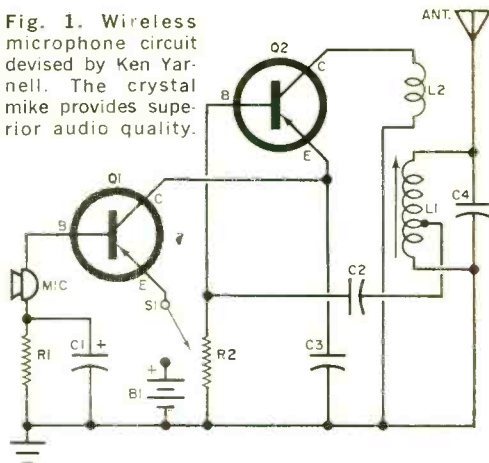 Fig. 1. Wireless
microphone circuit
devised by Ken Yar-
nell. The crystal
mike provides supe-
rior audio quality.
ANT.
Q2
C
B
L2
E
Q1
C
L1
C4
B
E
C2
MIC
S1
R1
C1
+
+
B1
R2
C3